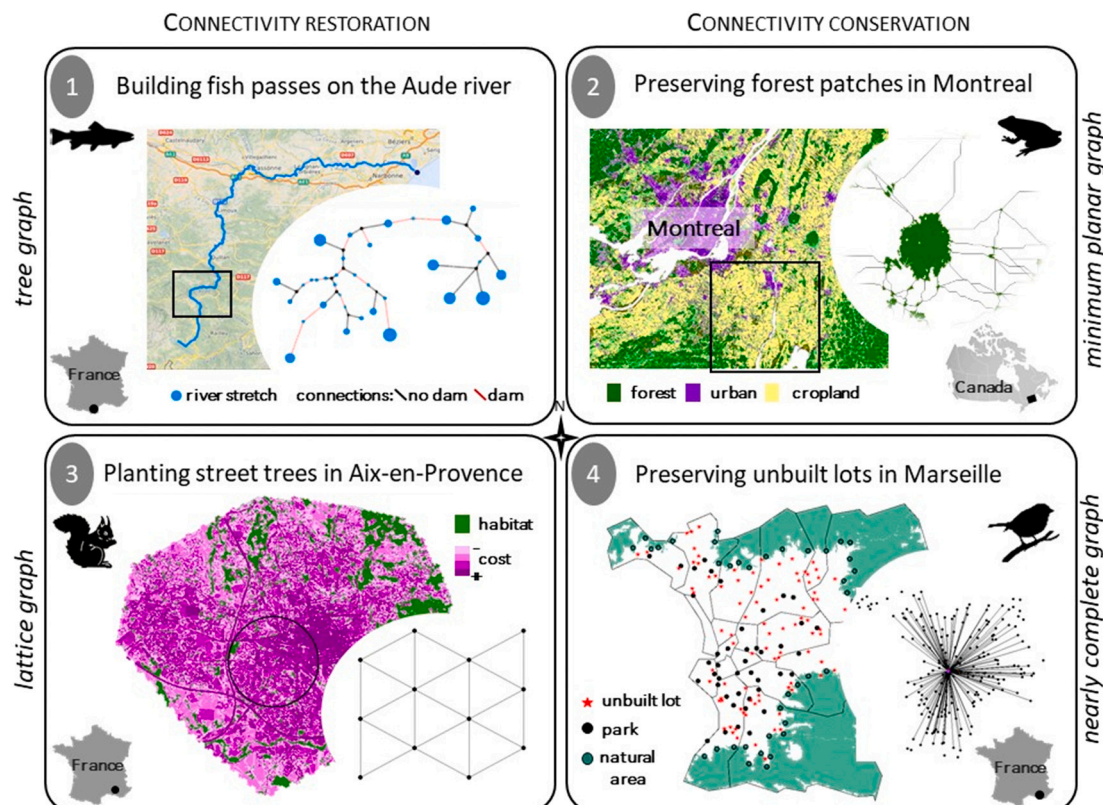 CONNECTIVITY RESTORATION
CONNECTIVITY CONSERVATION
1
Building fish passes on the Aude river
tree graph
Castelnaudary
Béziers
Narbonne
France
river stretch connections: no dam dam
2
Preserving forest patches in Montreal
minimum planar graph
Montreal
forest urban cropland
Canada
N
3
Planting street trees in Aix-en-Provence
lattice graph
habitat
–
cost
+
France
4
Preserving unbuilt lots in Marseille
nearly complete graph
unbuilt lot
park
natural
area
France